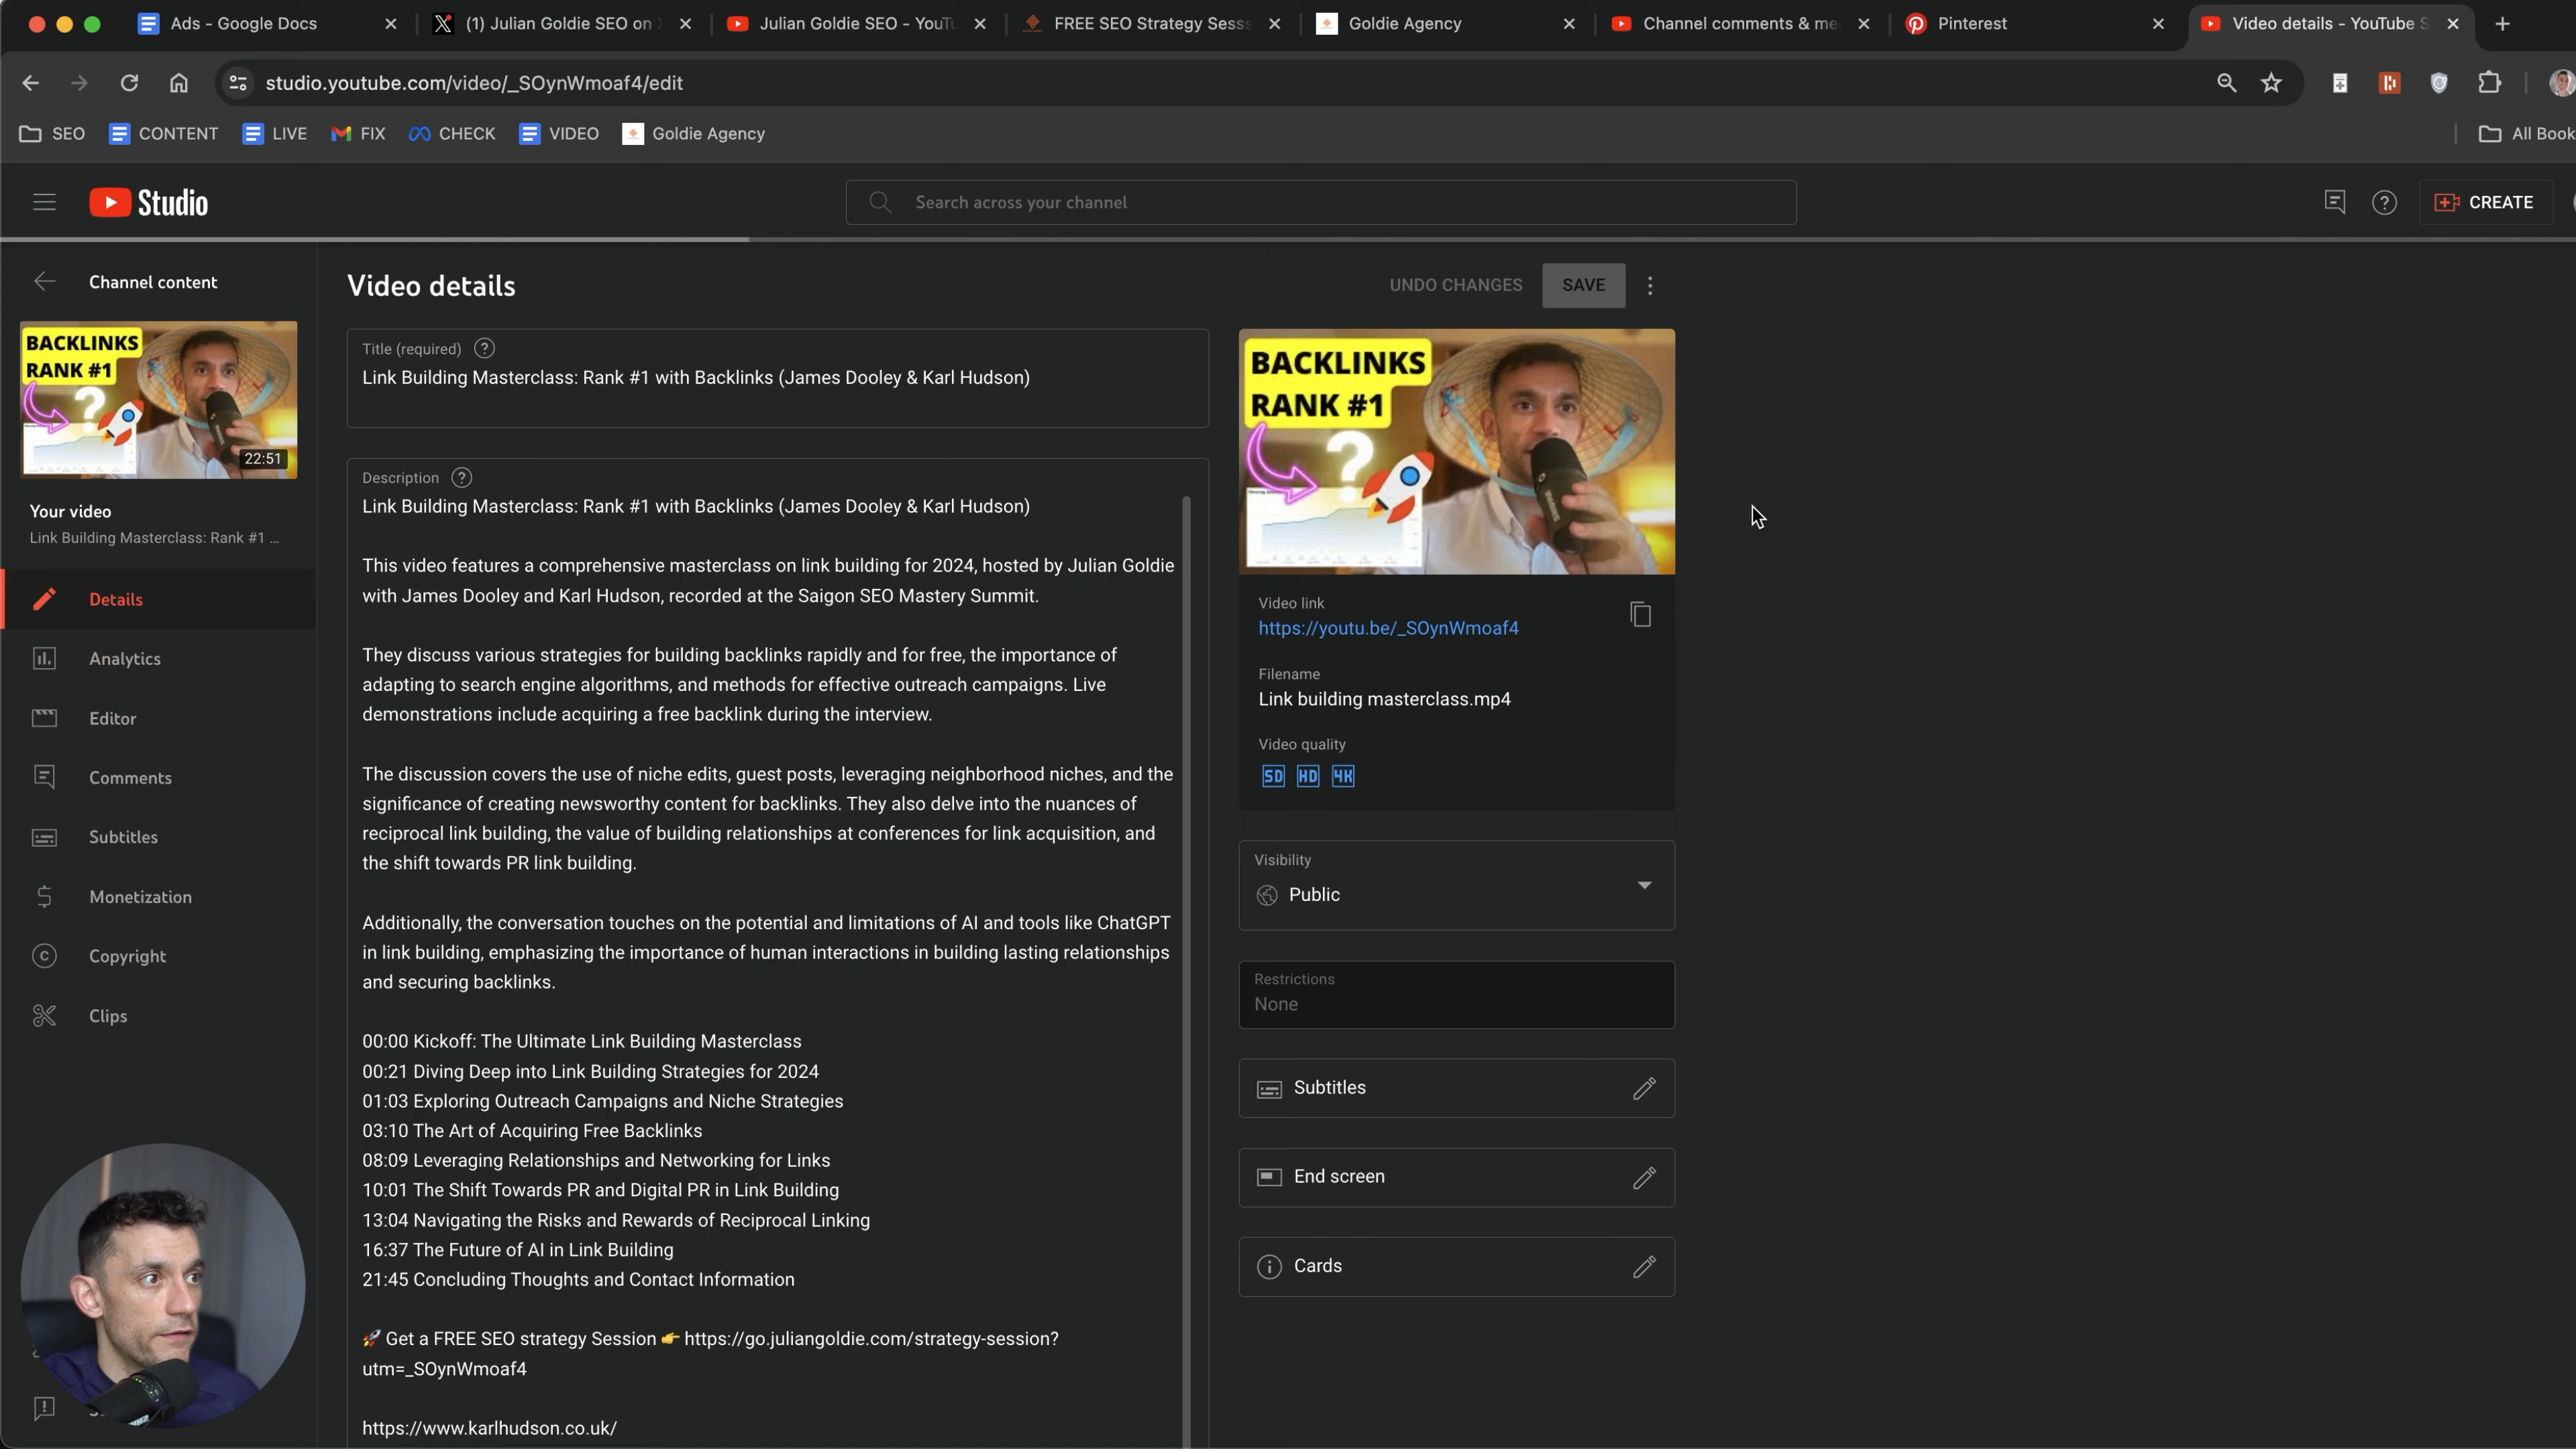 Ads - Google Docs
(1) Julian Goldie SEO on
Julian Goldie SEO - YouTu
FREE SEO Strategy Sess
Goldie Agency
Channel comments & me
Pinterest
Video details - YouTube S
studio.youtube.com/video/_SOynWmoaf4/edit
SEO
CONTENT
LIVE
FIX
CHECK
VIDEO
Goldie Agency
All Book
Studio
Search across your channel
CREATE
Channel content
BACKLINKS
RANK #1
22:51
Your video
Link Building Masterclass: Rank #1 ...
Details
Analytics
Editor
Comments
Subtitles
Monetization
Copyright
Clips
Video details
UNDO CHANGES
SAVE
Title (required)
Link Building Masterclass: Rank #1 with Backlinks (James Dooley & Karl Hudson)
Description
Link Building Masterclass: Rank #1 with Backlinks (James Dooley & Karl Hudson)
This video features a comprehensive masterclass on link building for 2024, hosted by Julian Goldie
with James Dooley and Karl Hudson, recorded at the Saigon SEO Mastery Summit.
They discuss various strategies for building backlinks rapidly and for free, the importance of
adapting to search engine algorithms, and methods for effective outreach campaigns. Live
demonstrations include acquiring a free backlink during the interview.
The discussion covers the use of niche edits, guest posts, leveraging neighborhood niches, and the
significance of creating newsworthy content for backlinks. They also delve into the nuances of
reciprocal link building, the value of building relationships at conferences for link acquisition, and
the shift towards PR link building.
Additionally, the conversation touches on the potential and limitations of AI and tools like ChatGPT
in link building, emphasizing the importance of human interactions in building lasting relationships
and securing backlinks.
00:00 Kickoff: The Ultimate Link Building Masterclass
00:21 Diving Deep into Link Building Strategies for 2024
01:03 Exploring Outreach Campaigns and Niche Strategies
03:10 The Art of Acquiring Free Backlinks
08:09 Leveraging Relationships and Networking for Links
10:01 The Shift Towards PR and Digital PR in Link Building
13:04 Navigating the Risks and Rewards of Reciprocal Linking
16:37 The Future of AI in Link Building
21:45 Concluding Thoughts and Contact Information
🚀 Get a FREE SEO strategy Session 👉 https://go.juliangoldie.com/strategy-session?
utm=_SOynWmoaf4
https://www.karlhudson.co.uk/
BACKLINKS
RANK #1
Video link
https://youtu.be/_SOynWmoaf4
Filename
Link building masterclass.mp4
Video quality
SD HD 4K
Visibility
Public
Restrictions
None
Subtitles
End screen
Cards